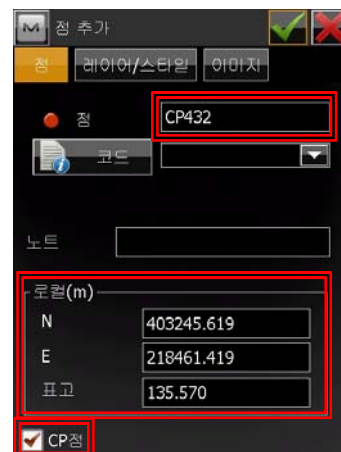 점 추가
점 레이어/스타일 이미지
점 CP432
코드
노트
로컬(m)
N 403245.619
E 218461.419
표고 135.570
CP점